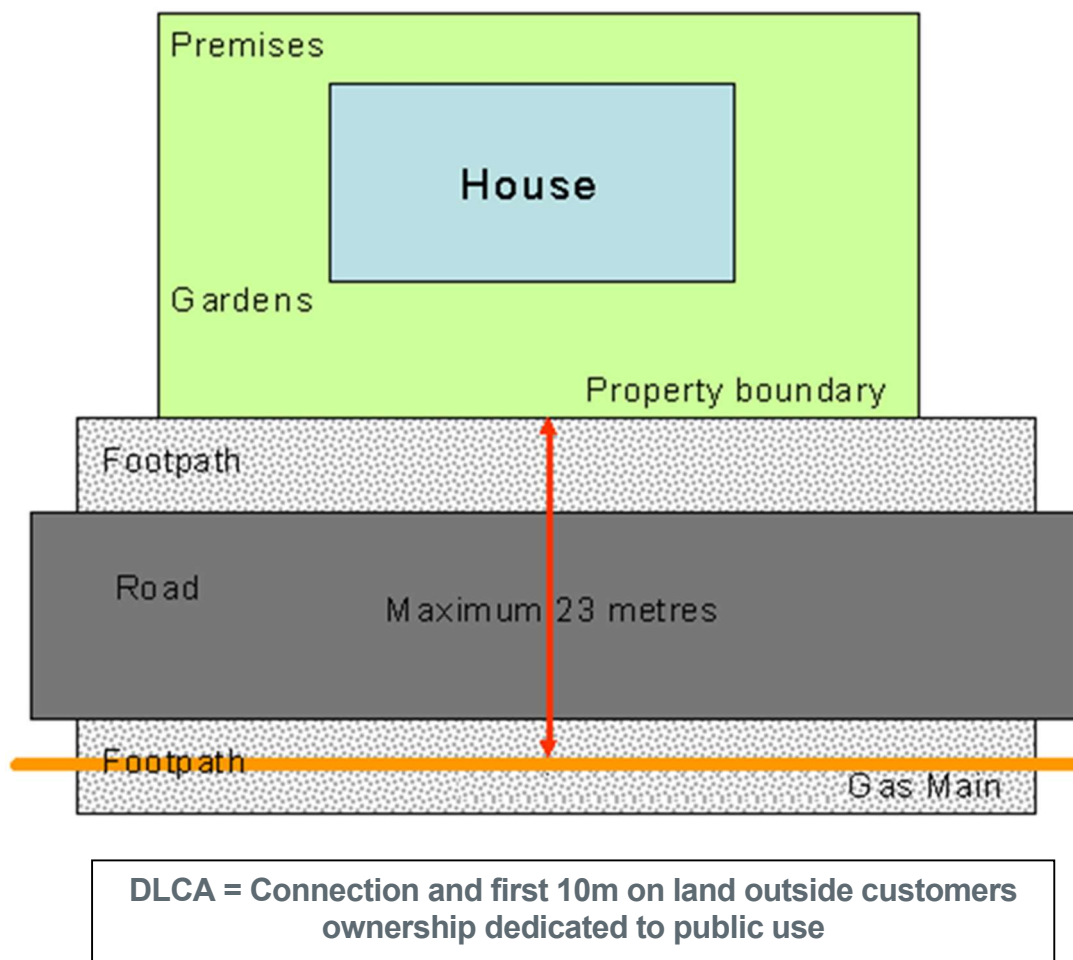 Premises
House
Gardens
Property boundary
Footpath
Road
Maximum 23 metres
Footpath
Gas Main
DLCA = Connection and first 10m on land outside customers
ownership dedicated to public use